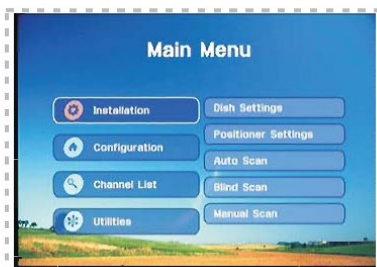 Main Menu
Installation
Configuration
Channel List
Utilities
Dish Settings
Positioner Settings
Auto Scan
Blind Scan
Manual Scan